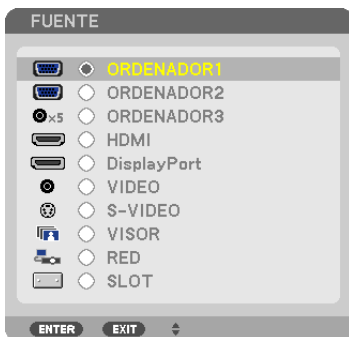 FUENTE
ORDENADOR1
ORDENADOR2
×5 ORDENADOR3
HDMI
DisplayPort
VIDEO
S-VIDEO
VISOR
RED
SLOT
ENTER EXIT